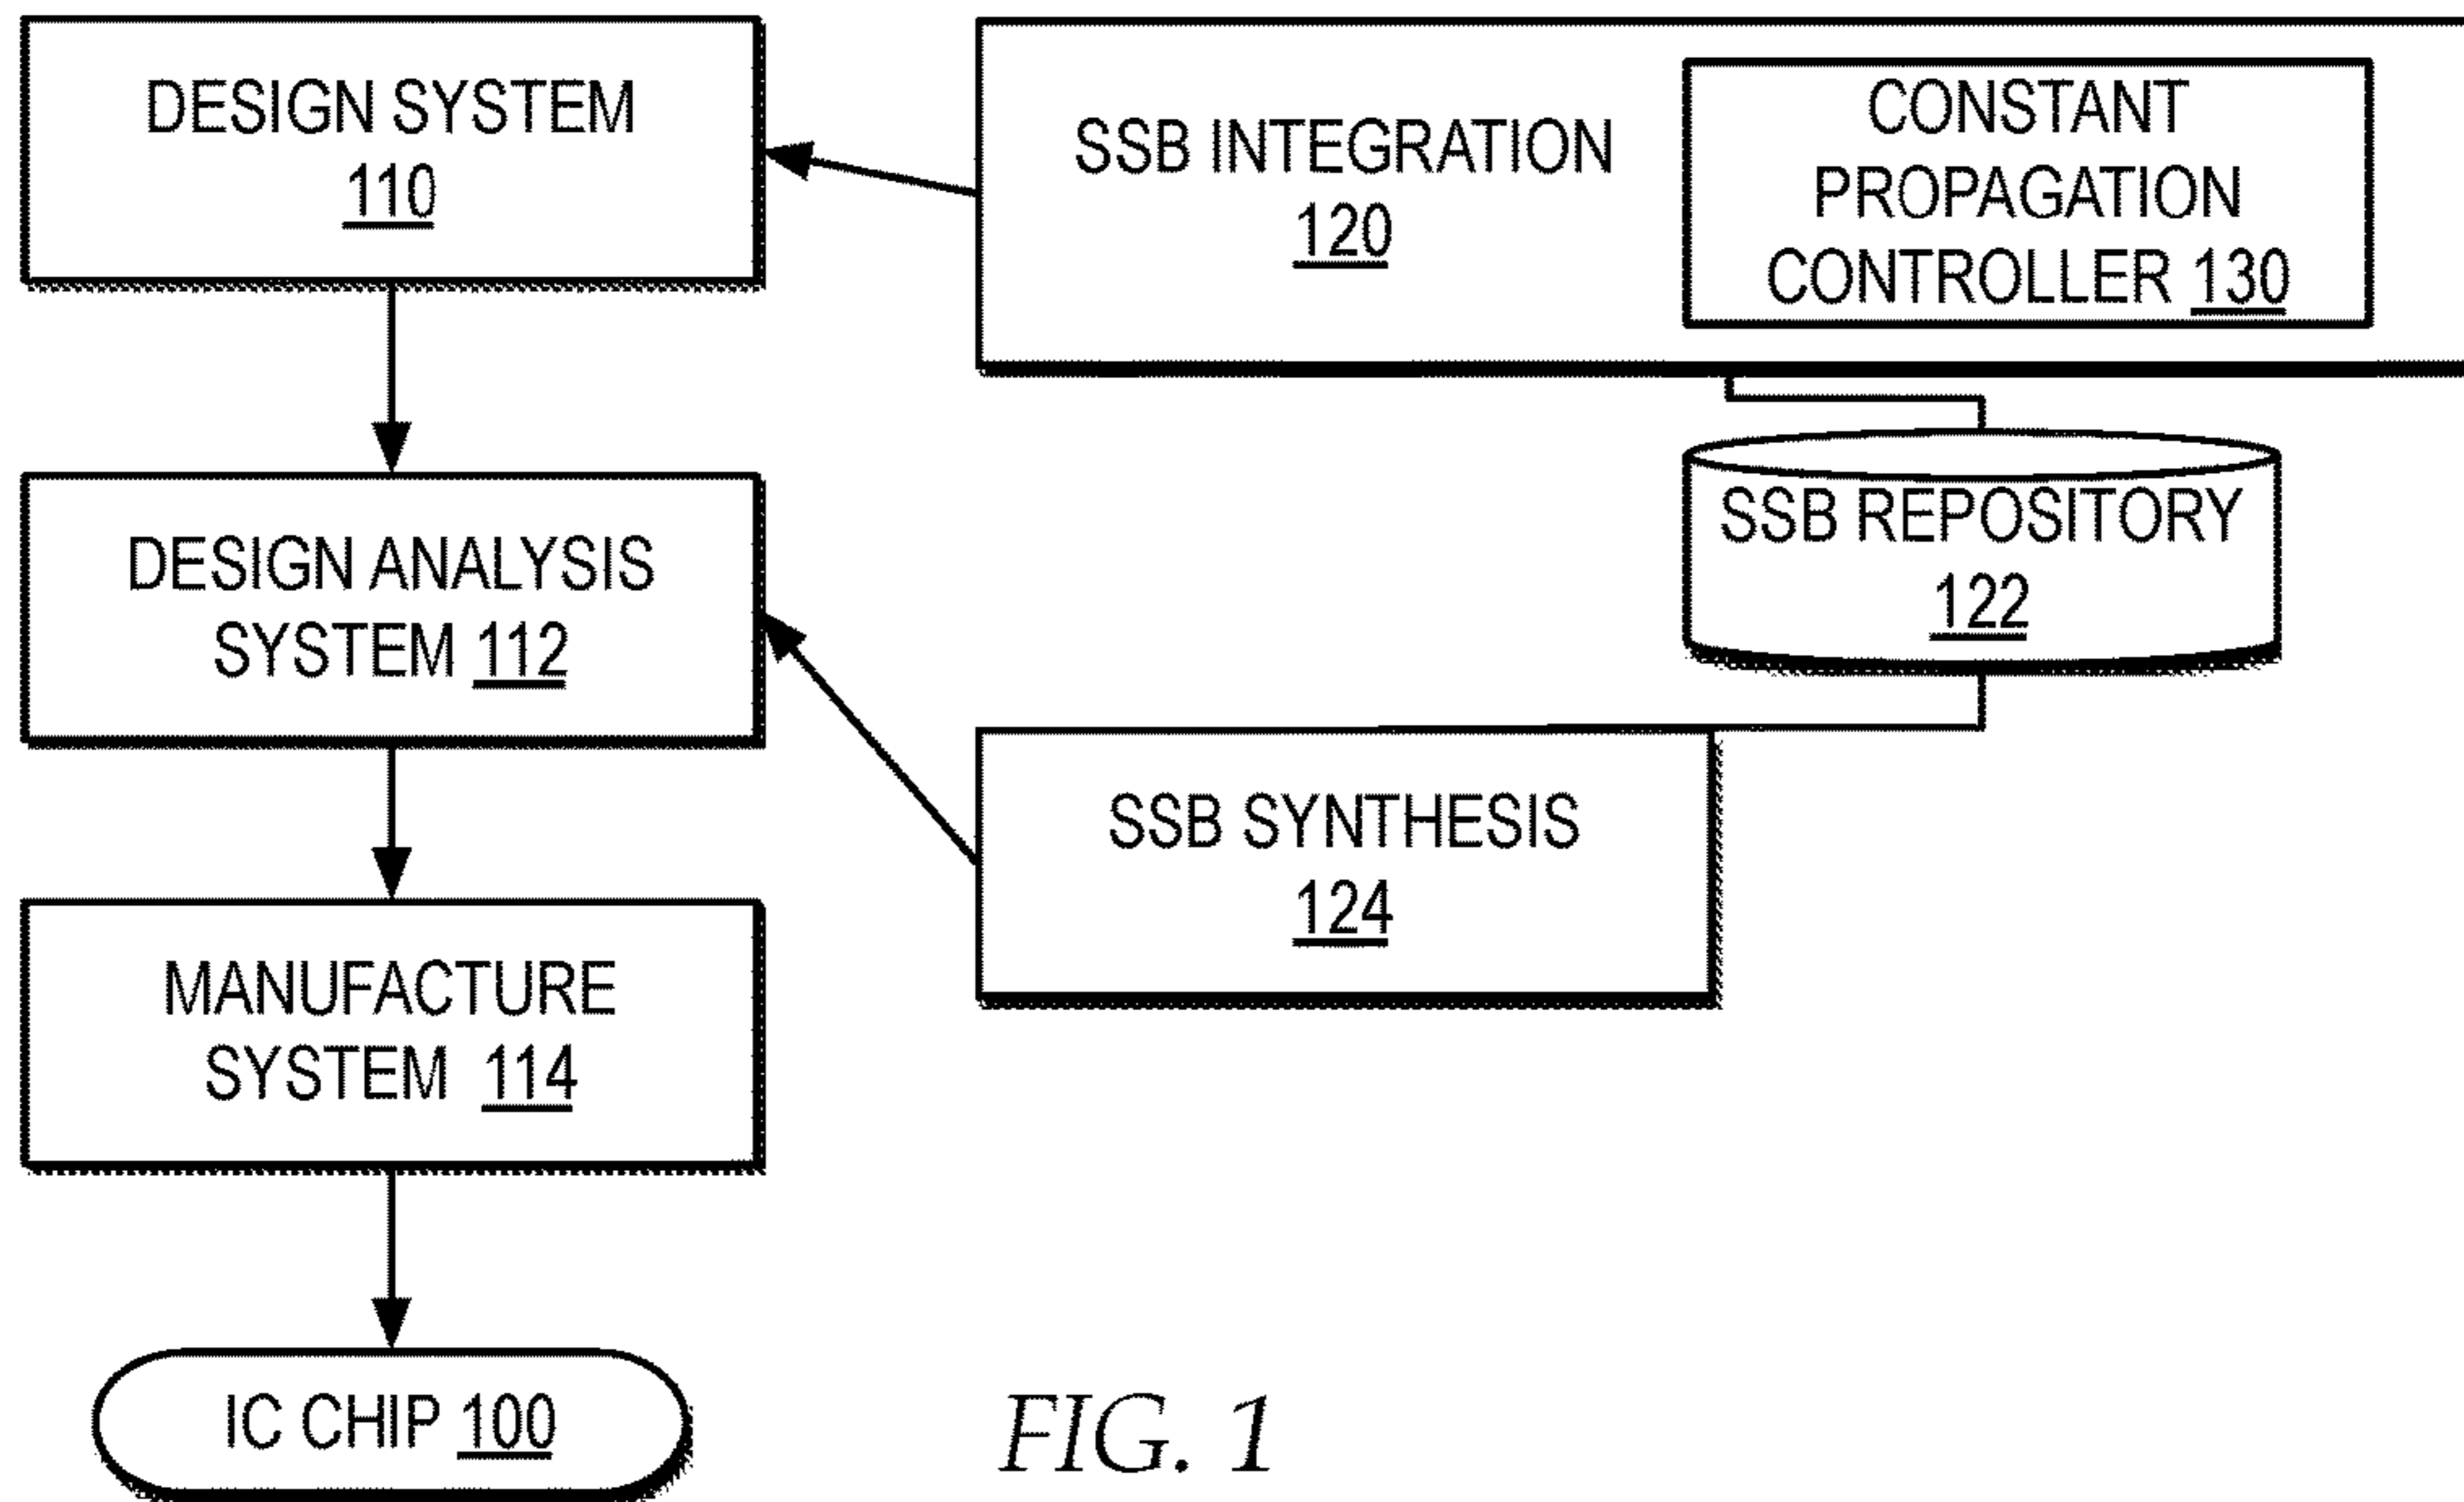 DESIGN SYSTEM
110
SSB INTEGRATION
120
CONSTANT
PROPAGATION
CONTROLLER 130
DESIGN ANALYSIS
SYSTEM 112
SSB REPOSITORY
122
SSB SYNTHESIS
124
MANUFACTURE
SYSTEM 114
IC CHIP 100
FIG. 1